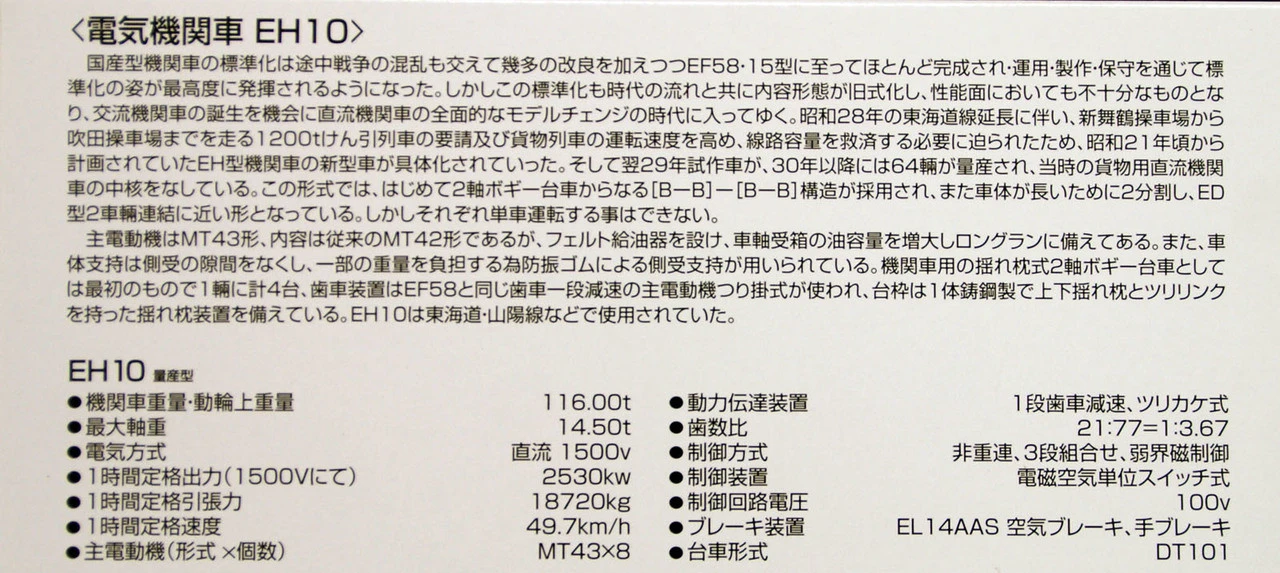 〈電気機関車 EH10〉
国産型機関車の標準化は途中戦争の混乱も交えて幾多の改良を加えつつEF58・15型に至ってほとんど完成され・運用・製作・保守を通じて標
準化の姿が最高度に発揮されるようになった。しかしこの標準化も時代の流れと共に内容形態が旧式化し、性能面においても不十分なものとな
り、交流機関車の誕生を機会に直流機関車の全面的なモデルチェンジの時代に入ってゆく。昭和28年の東海道線延長に伴い、新舞鶴操車場から
吹田操車場までを走る1200tけん引列車の要請及び貨物列車の運転速度を高め、線路容量を救済する必要に迫られたため、昭和21年頃から
計画されていたEH型機関車の新型車が具体化されていった。そして翌29年試作車が、30年以降には64輛が量産され、当時の貨物用直流機関
車の中核をなしている。この形式では、はじめて2軸ボギー台車からなる[B－B]－[B－B]構造が採用され、また車体が長いために2分割し、ED
型2車輛連結に近い形となっている。しかしそれぞれ単車運転する事はできない。
主電動機はMT43形、内容は従来のMT42形であるが、フェルト給油器を設け、車軸受箱の油容量を増大しロングランに備えてある。また、車
体支持は側受の隙間をなくし、一部の重量を負担する為防振ゴムによる側受支持が用いられている。機関車用の揺れ枕式2軸ボギー台車として
は最初のもので1輛に計4台、歯車装置はEF58と同じ歯車一段減速の主電動機つり掛式が使われ、台枠は1体鋳鋼製で上下揺れ枕とツリリンク
を持った揺れ枕装置を備えている。EH10は東海道・山陽線などで使用されていた。
EH10 量産型
●機関車重量・動輪上重量 116.00t
●最大軸重 14.50t
●電気方式 直流 1500v
●1時間定格出力(1500Vにて) 2530kw
●1時間定格引張力 18720kg
●1時間定格速度 49.7km/h
●主電動機(形式 ×個数) MT43×8
●動力伝達装置 1段歯車減速、ツリカケ式
●歯数比 21:77=1:3.67
●制御方式 非重連、3段組合せ、弱界磁制御
●制御装置 電磁空気単位スイッチ式
●制御回路電圧 100v
●ブレーキ装置 EL14AAS 空気ブレーキ、手ブレーキ
●台車形式 DT101